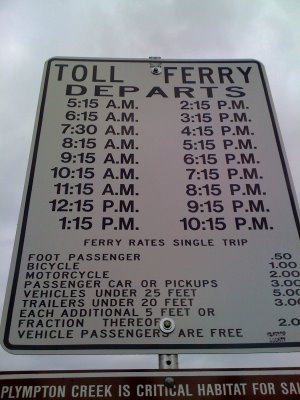 TOLL FERRY
DEPARTS
5:15 A.M. 2:15 P.M.
6:15 A.M. 3:15 P.M.
7:30 A.M. 4:15 P.M.
8:15 A.M. 5:15 P.M.
9:15 A.M. 6:15 P.M.
10:15 A.M. 7:15 P.M.
11:15 A.M. 8:15 P.M.
12:15 P.M. 9:15 P.M.
1:15 P.M. 10:15 P.M.
FERRY RATES SINGLE TRIP
FOOT PASSENGER .50
BICYCLE 1.00
MOTORCYCLE 2.00
PASSENGER CAR OR PICKUPS 3.00
VEHICLES UNDER 25 FEET 5.00
TRAILERS UNDER 20 FEET 3.00
EACH ADDITIONAL 5 FEET OR
FRACTION THEREOF 2.0
VEHICLE PASSENGERS ARE FREE
PLYMPTON CREEK IS CRITICAL HABITAT FOR SA